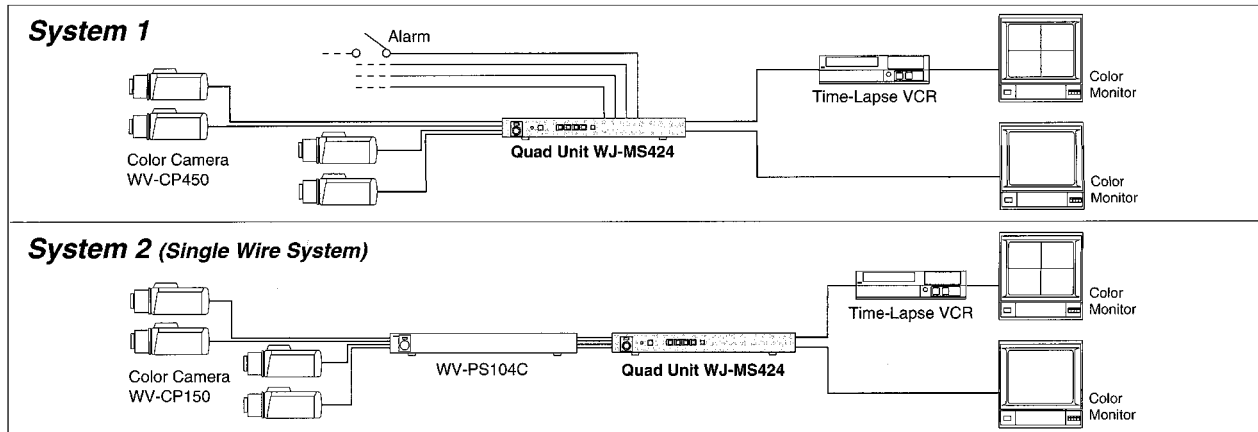 System 1
Alarm
Time-Lapse VCR
Color
Monitor
Color Camera
WV-CP450
Quad Unit WJ-MS424
Color
Monitor
System 2 (Single Wire System)
Time-Lapse VCR
Color
Monitor
Color Camera
WV-CP150
WV-PS104C
Quad Unit WJ-MS424
Color
Monitor